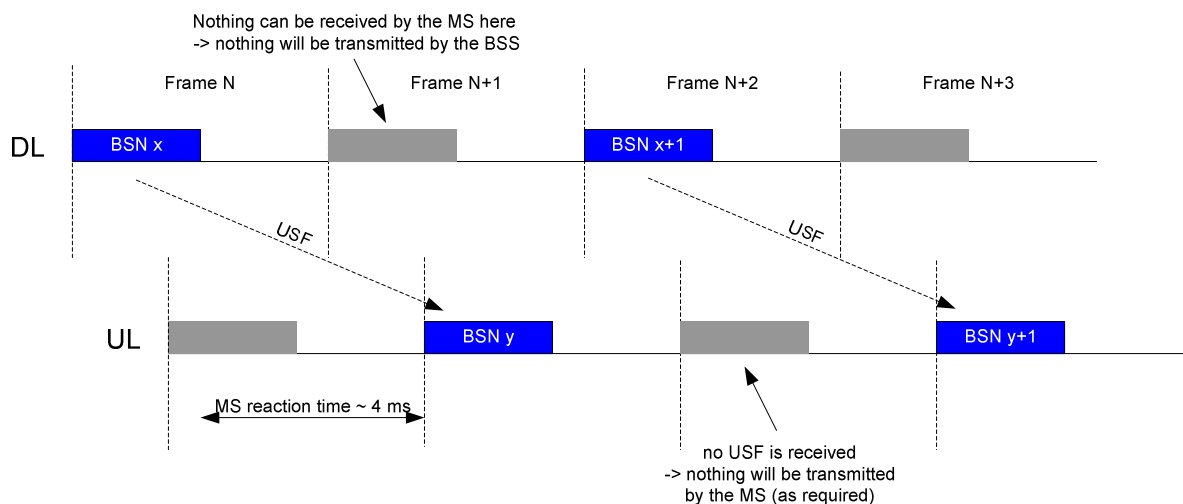 Nothing can be received by the MS here
-> nothing will be transmitted by the BSS
Frame N
Frame N+1
Frame N+2
Frame N+3
DL
BSN x
BSN x+1
USF
USF
UL
BSN y
BSN y+1
MS reaction time ~ 4 ms
no USF is received
-> nothing will be transmitted
by the MS (as required)